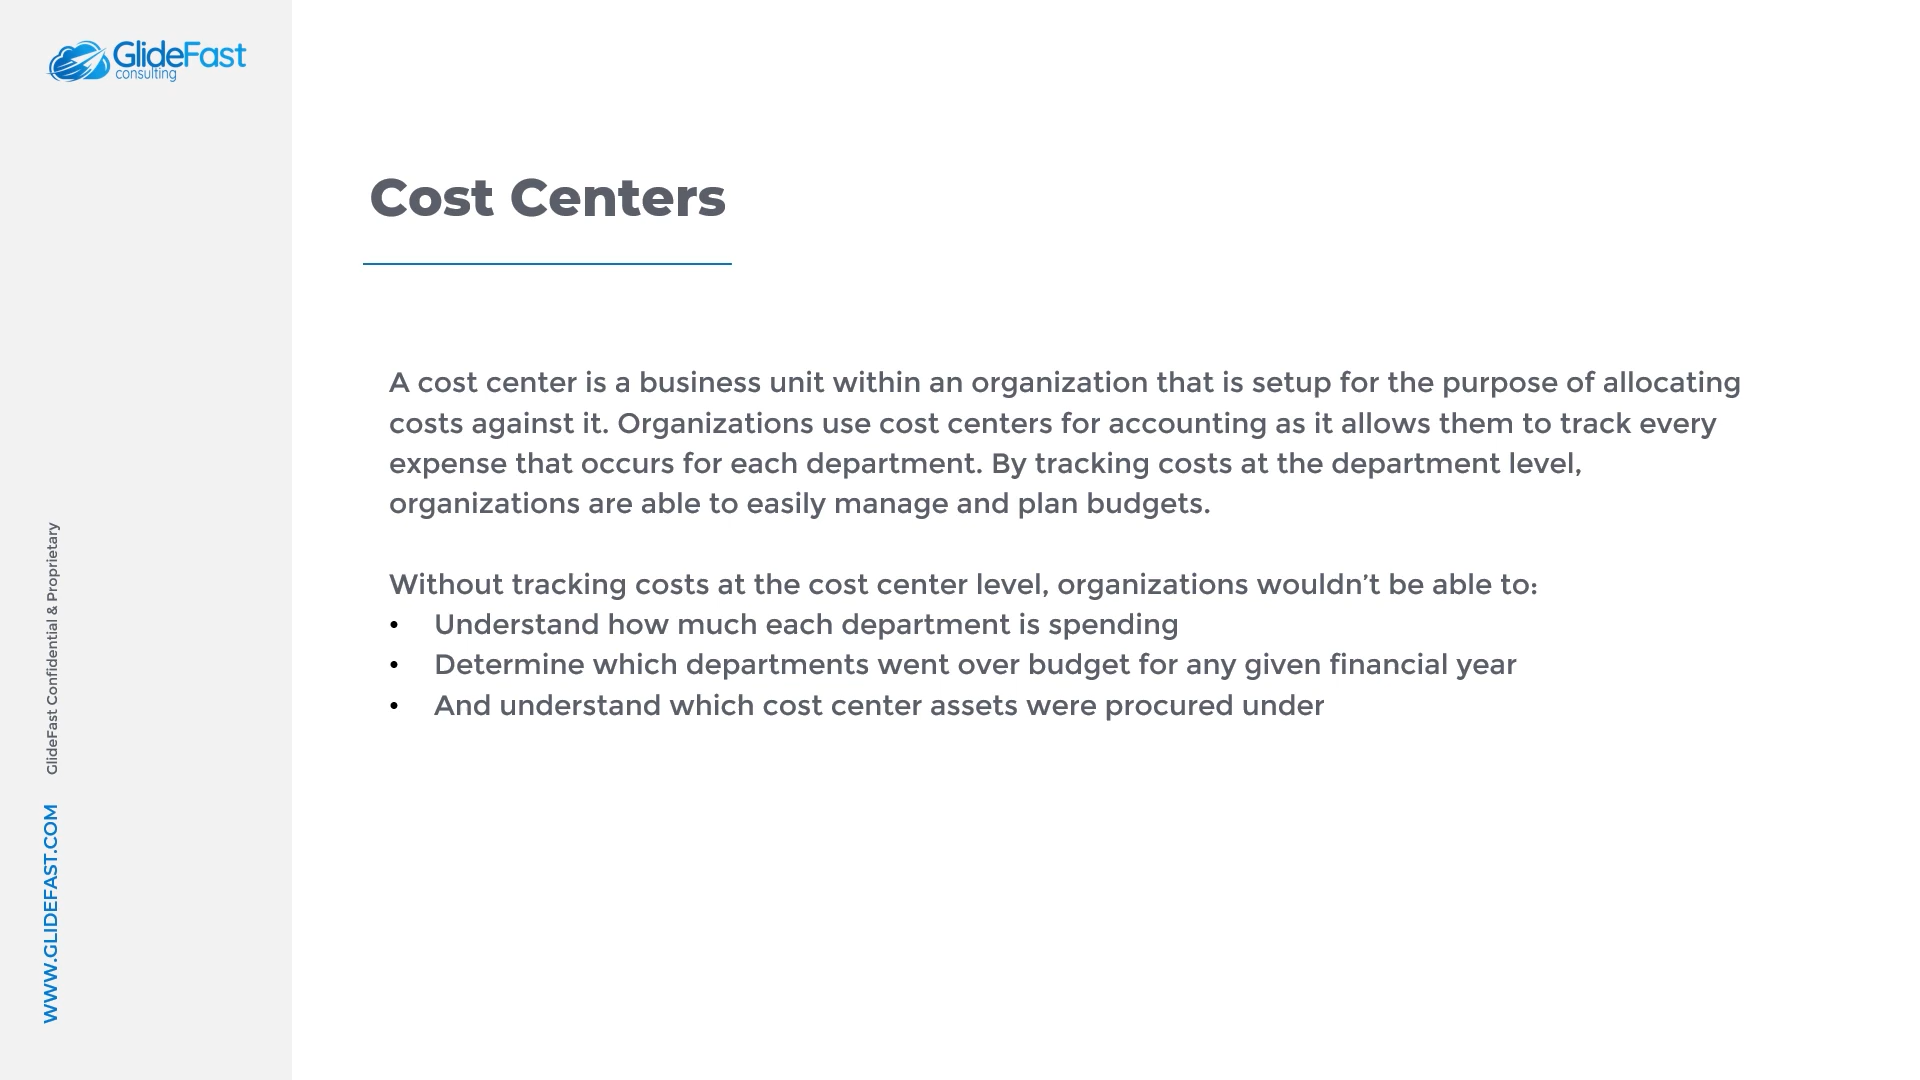 GlideFast
consulting
Cost Centers
A cost center is a business unit within an organization that is setup for the purpose of allocating
costs against it. Organizations use cost centers for accounting as it allows them to track every
expense that occurs for each department. By tracking costs at the department level,
organizations are able to easily manage and plan budgets.
Without tracking costs at the cost center level, organizations wouldn’t be able to:
• Understand how much each department is spending
• Determine which departments went over budget for any given financial year
• And understand which cost center assets were procured under
GlideFast Confidential & Proprietary
WWW.GLIDEFAST.COM